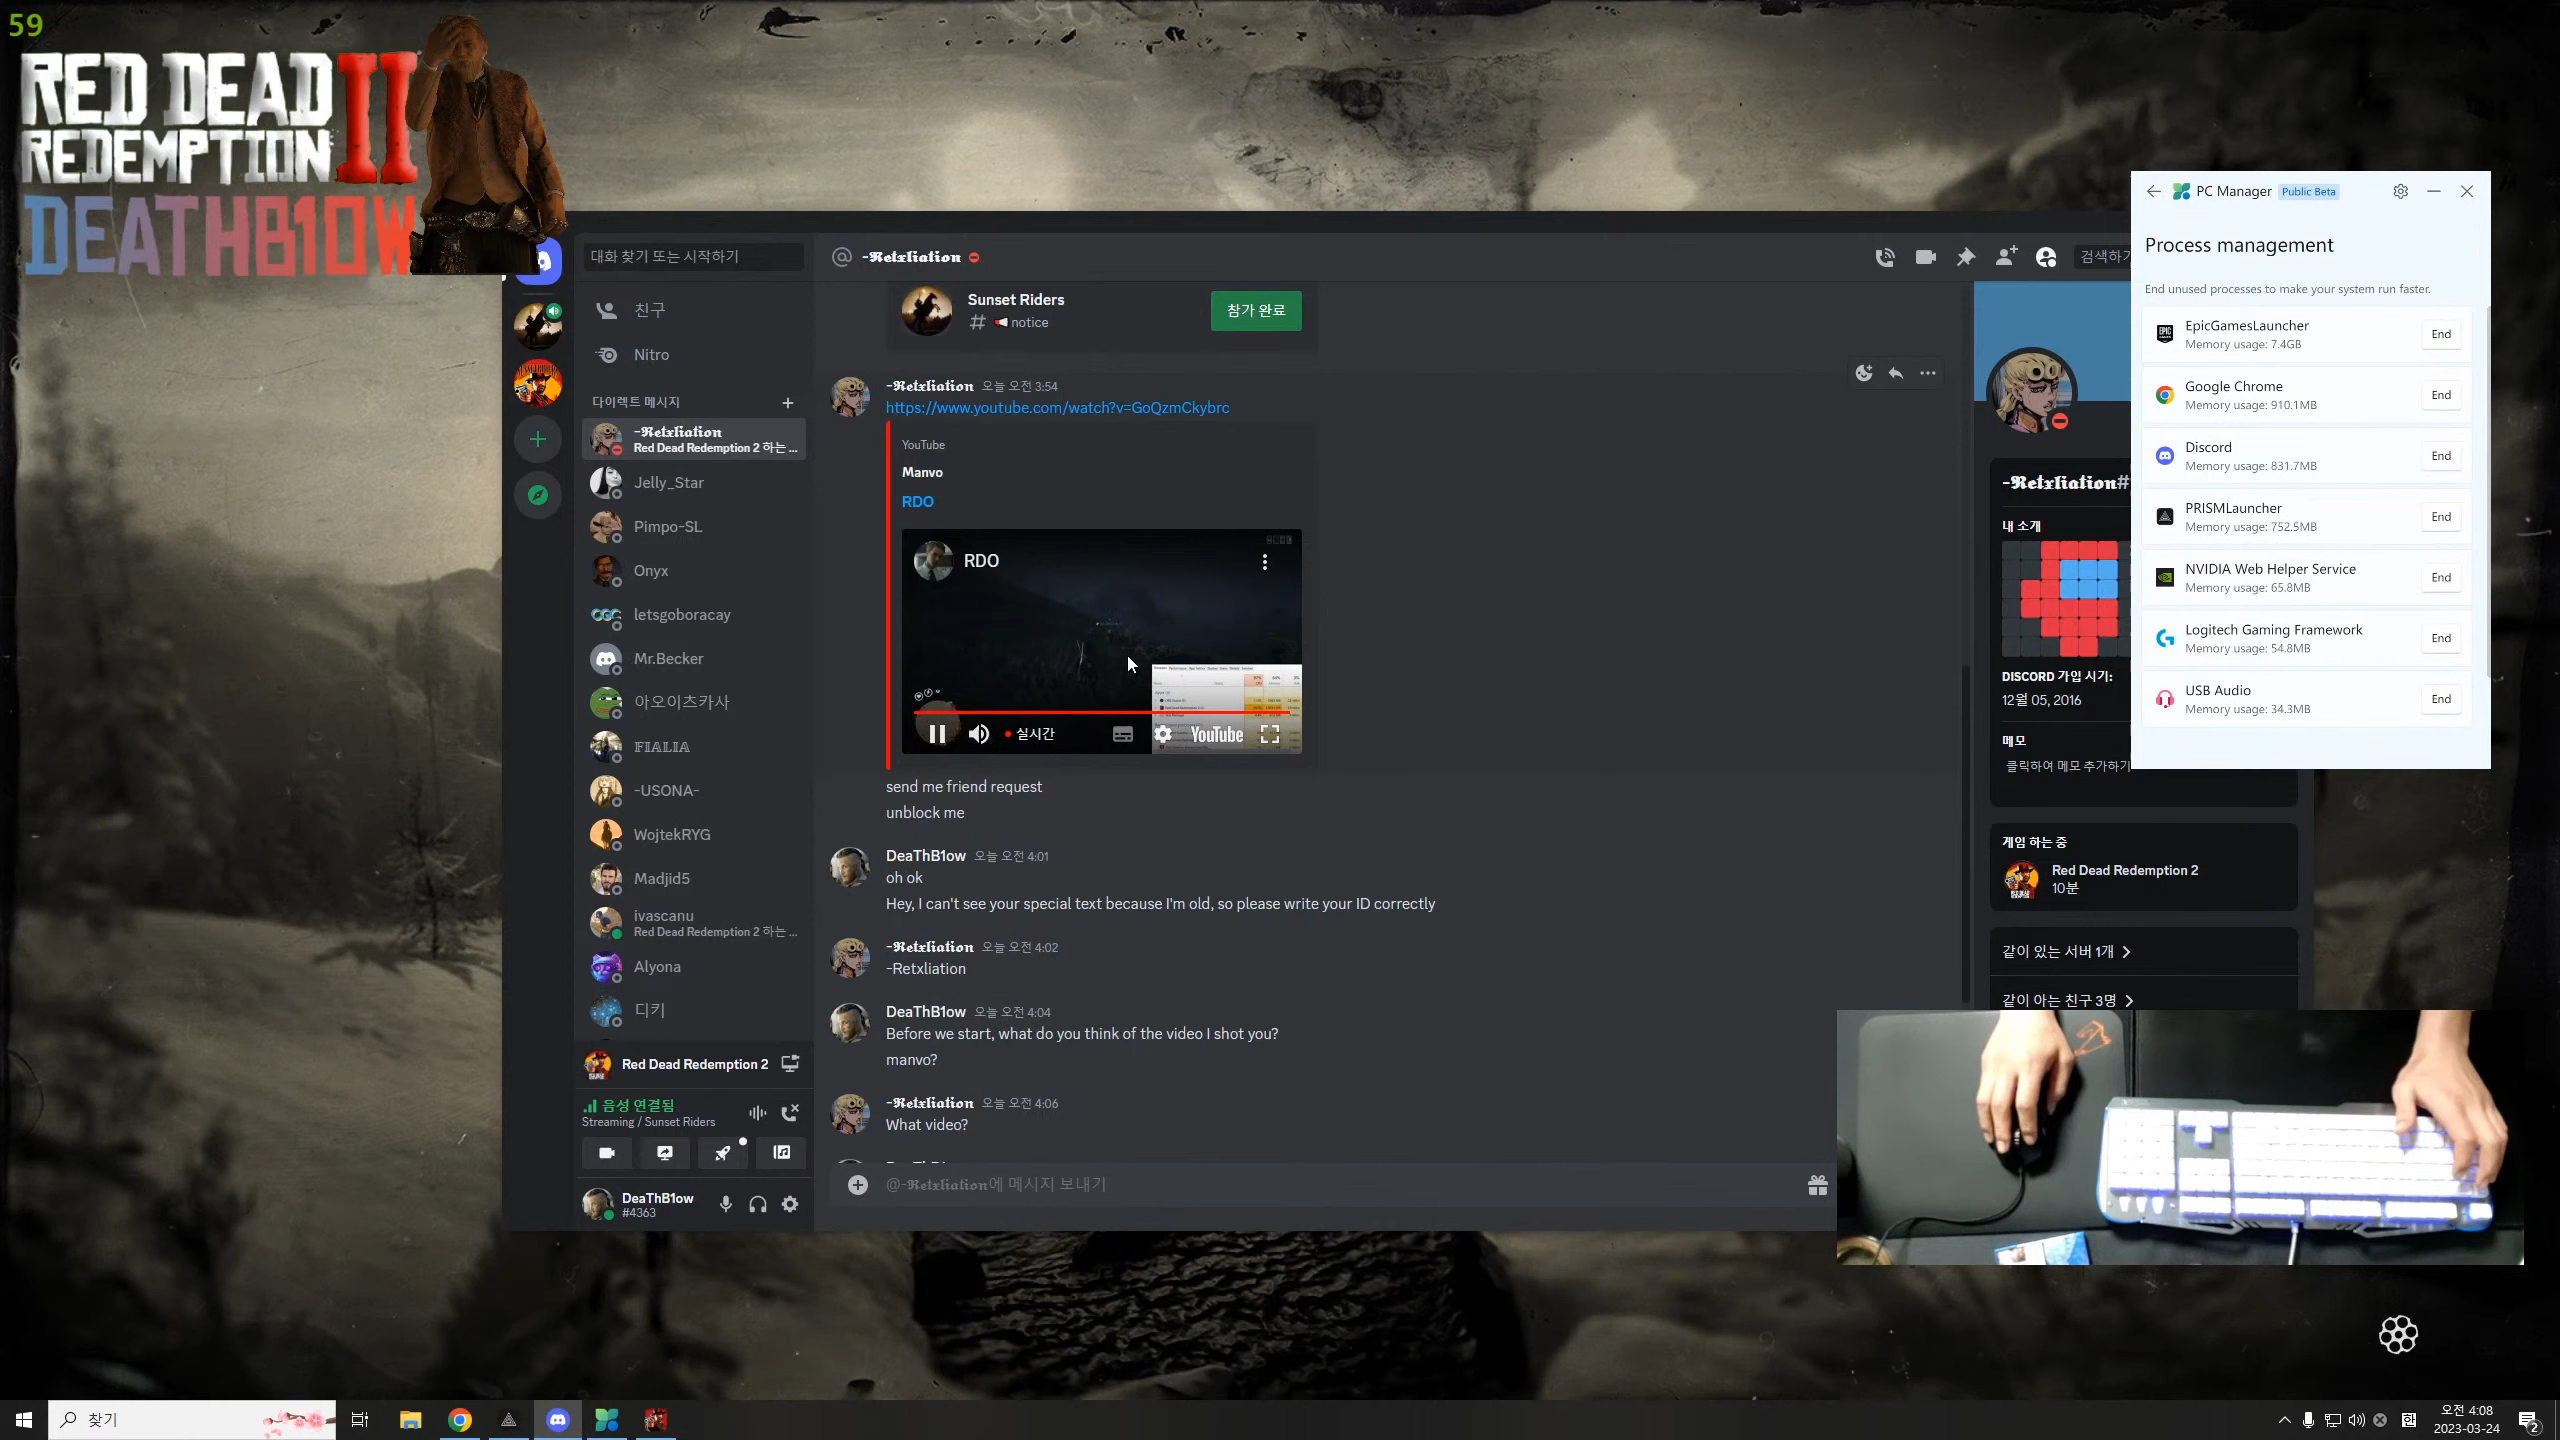 59
RED DEAD
REDEMPTION II
DEATHB1OW
대화 찾기 또는 시작하기
친구
Nitro
다이렉트 메시지
-𝕽𝖊𝖙𝖝𝖑𝖎𝖆𝖙𝖎𝖔𝖓
Red Dead Redemption 2 하는 ...
Jelly_Star
Pimpo-SL
Onyx
letsgoboracay
Mr.Becker
아오이츠카사
𝔽𝕀𝔸𝕃𝕀𝔸
-USONA-
WojtekRYG
Madjid5
ivascanu
Red Dead Redemption 2 하는 ...
Alyona
디키
Red Dead Redemption 2
음성 연결됨
Streaming / Sunset Riders
DeaThB1ow
#4363
-𝕽𝖊𝖙𝖝𝖑𝖎𝖆𝖙𝖎𝖔𝖓
검색하기
Sunset Riders
notice
참가 완료
-𝕽𝖊𝖙𝖝𝖑𝖎𝖆𝖙𝖎𝖔𝖓 오늘 오전 3:54
https://www.youtube.com/watch?v=GoQzmCkybrc
YouTube
Manvo
RDO
RDO
실시간
YouTube
send me friend request
unblock me
DeaThB1ow 오늘 오전 4:01
oh ok
Hey, I can't see your special text because I'm old, so please write your ID correctly
-𝕽𝖊𝖙𝖝𝖑𝖎𝖆𝖙𝖎𝖔𝖓 오늘 오전 4:02
-Retxliation
DeaThB1ow 오늘 오전 4:04
Before we start, what do you think of the video I shot you?
manvo?
-𝕽𝖊𝖙𝖝𝖑𝖎𝖆𝖙𝖎𝖔𝖓 오늘 오전 4:06
What video?
@-𝕽𝖊𝖙𝖝𝖑𝖎𝖆𝖙𝖎𝖔𝖓에 메시지 보내기
-𝕽𝖊𝖙𝖝𝖑𝖎𝖆𝖙𝖎𝖔𝖓#
내 소개
DISCORD 가입 시기:
12월 05, 2016
메모
클릭하여 메모 추가하기
게임 하는 중
Red Dead Redemption 2
10분
같이 있는 서버 1개
같이 아는 친구 3명
PC Manager Public Beta
Process management
End unused processes to make your system run faster.
EpicGamesLauncher
Memory usage: 7.4GB
End
Google Chrome
Memory usage: 910.1MB
End
Discord
Memory usage: 831.7MB
End
PRISMLauncher
Memory usage: 752.5MB
End
NVIDIA Web Helper Service
Memory usage: 65.8MB
End
Logitech Gaming Framework
Memory usage: 54.8MB
End
USB Audio
Memory usage: 34.3MB
End
찾기
한
오전 4:08
2023-03-24
2